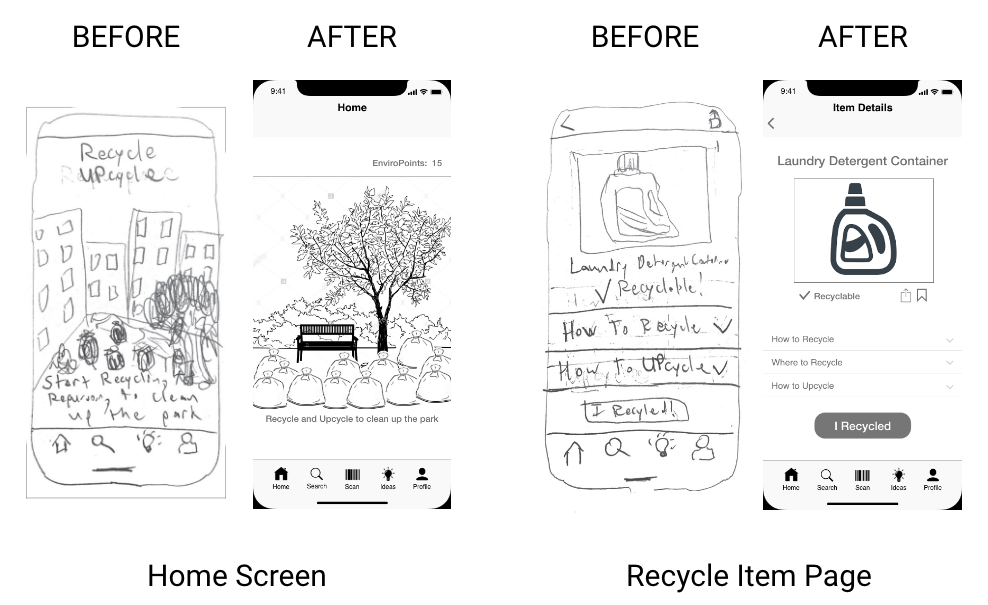 BEFORE
AFTER
BEFORE
AFTER
Recycle
Upcycle
Start Recycling
to clean
up the park
9:41
Home
EnviroPoints: 15
Recycle and Upcycle to clean up the park
Home Search Scan Ideas Profile
Laundry Detergent Container
✓ Recyclable!
How To Recycle
How to Upcycle
I Recycled!
9:41
Item Details
Laundry Detergent Container
Recyclable
How to Recycle
Where to Recycle
How to Upcycle
I Recycled
Home Search Scan Ideas Profile
Home Screen
Recycle Item Page